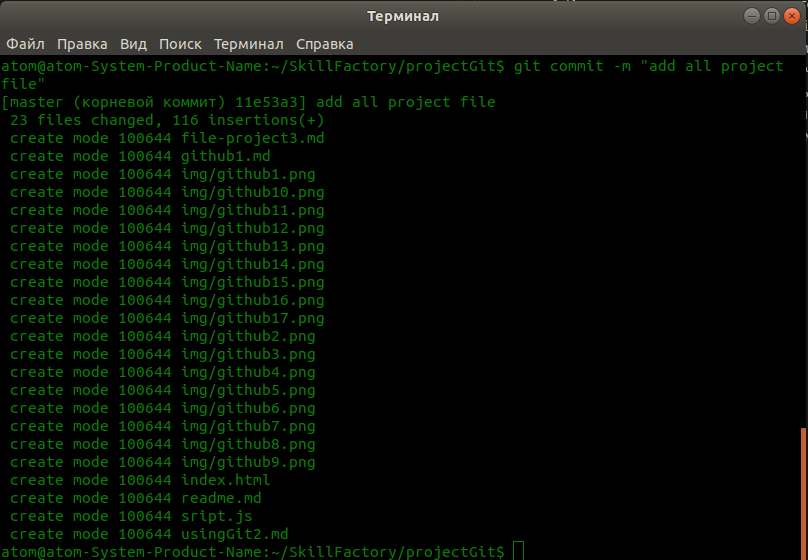 Терминал
Файл Правка Вид Поиск Терминал Справка
atom@atom-System-Product-Name:~/SkillFactory/projectGit$ git commit -m "add all project
file"
[master (корневой коммит) 11e53a3] add all project file
 23 files changed, 116 insertions(+)
 create mode 100644 file-project3.md
 create mode 100644 github1.md
 create mode 100644 img/github1.png
 create mode 100644 img/github10.png
 create mode 100644 img/github11.png
 create mode 100644 img/github12.png
 create mode 100644 img/github13.png
 create mode 100644 img/github14.png
 create mode 100644 img/github15.png
 create mode 100644 img/github16.png
 create mode 100644 img/github17.png
 create mode 100644 img/github2.png
 create mode 100644 img/github3.png
 create mode 100644 img/github4.png
 create mode 100644 img/github5.png
 create mode 100644 img/github6.png
 create mode 100644 img/github7.png
 create mode 100644 img/github8.png
 create mode 100644 img/github9.png
 create mode 100644 index.html
 create mode 100644 readme.md
 create mode 100644 sript.js
 create mode 100644 usingGit2.md
atom@atom-System-Product-Name:~/SkillFactory/projectGit$